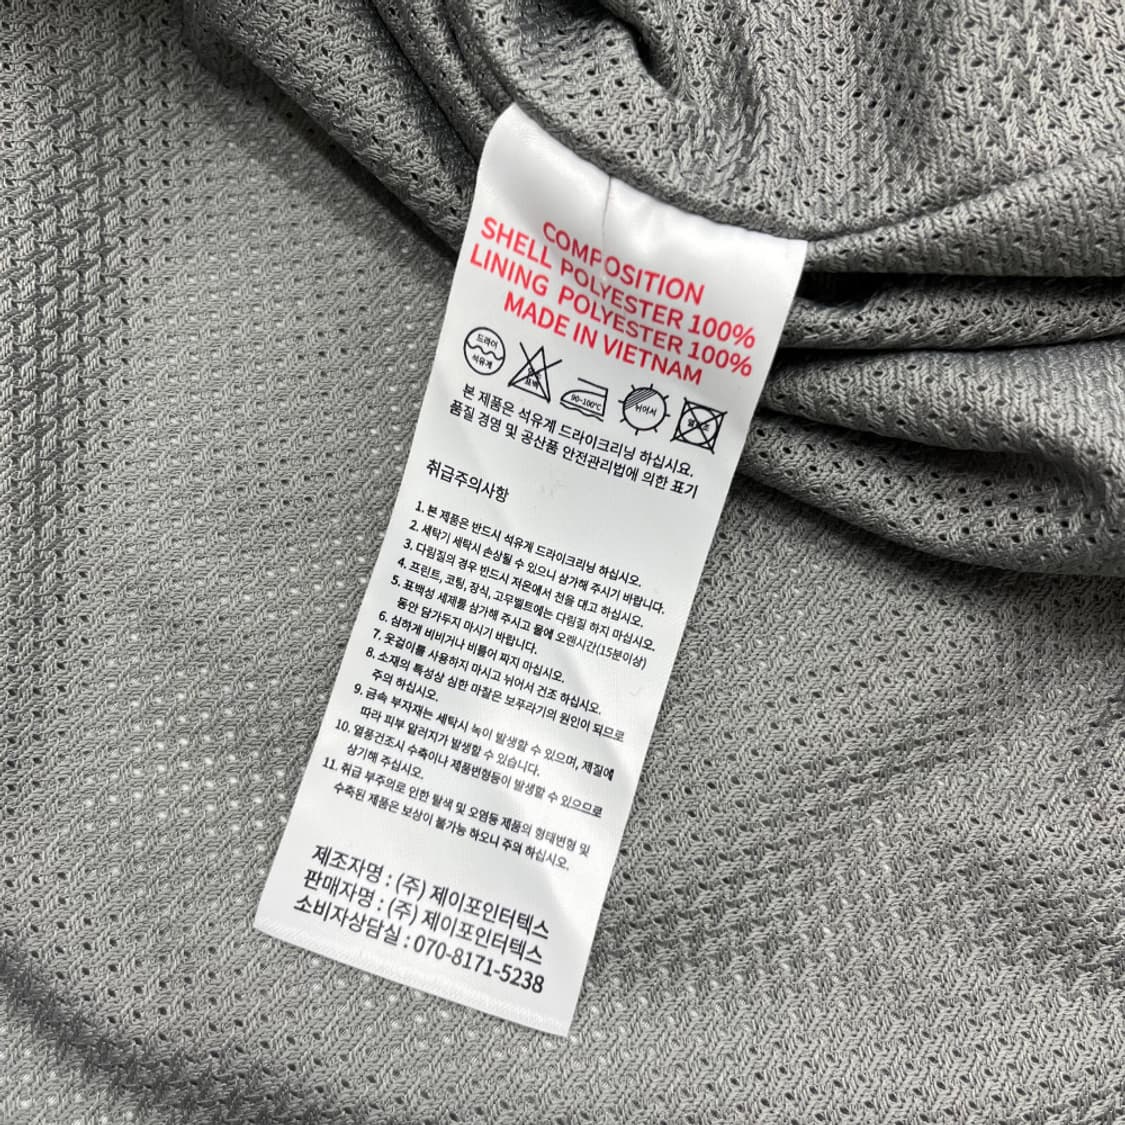 COMPOSITION
SHELL POLYESTER 100%
LINING POLYESTER 100%
MADE IN VIETNAM
드라이
석유계
표백
90-100℃
뉘어서
본 제품은 석유계 드라이크리닝 하십시요.
품질 경영 및 공산품 안전관리법에 의한 표기
취급주의사항
1. 본 제품은 반드시 석유계 드라이크리닝 하십시오.
2. 세탁기 세탁시 손상될 수 있으니 삼가해 주시기 바랍니다.
3. 다림질의 경우 반드시 저온에서 천을 대고 하십시오.
4. 프린트, 코팅, 장식, 고무벨트에는 다림질 하지 마십시오.
5. 표백성 세제를 삼가해 주시고 물에 오랜시간(15분이상)
동안 담가두지 마시기 바랍니다.
6. 심하게 비비거나 비틀어 짜지 마십시오.
7. 옷걸이를 사용하지 마시고 뉘어서 건조 하십시오.
8. 소재의 특성상 심한 마찰은 보푸라기의 원인이 되므로
주의 하십시오.
9. 금속 부자재는 세탁시 녹이 발생할 수 있으며, 제질에
따라 피부 알러지가 발생할 수 있습니다.
10. 열풍건조시 수축이나 제품변형등이 발생할 수 있으므로
삼가해 주십시오.
11. 취급 부주의로 인한 탈색 및 오염등 제품의 형태변형 및
수축된 제품은 보상이 불가능 하오니 주의 하십시오.
제조자명 : (주) 제이포인터텍스
판매자명 : (주) 제이포인터텍스
소비자상담실 : 070-8171-5238